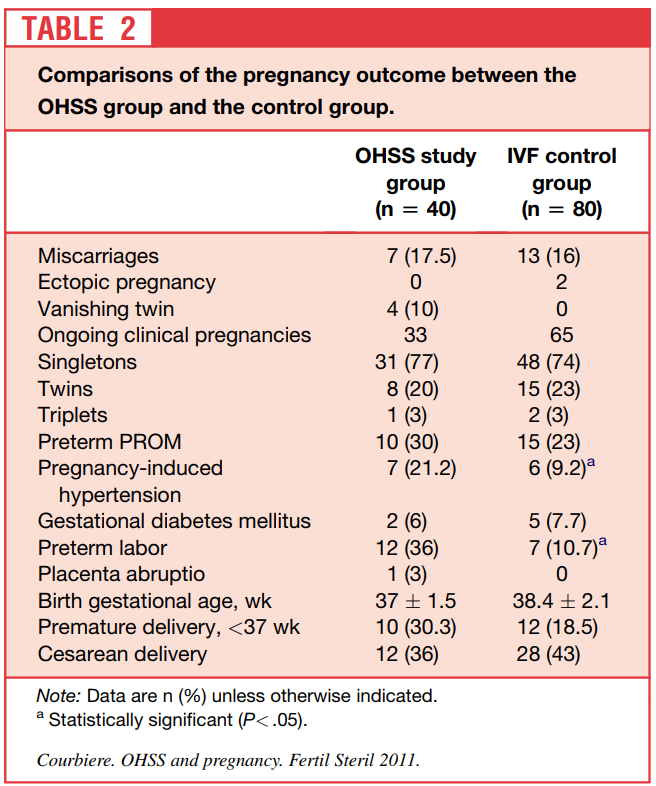 TABLE 2
Comparisons of the pregnancy outcome between the
OHSS group and the control group.
OHSS study group (n = 40) IVF control group (n = 80)
Miscarriages 7 (17.5) 13 (16)
Ectopic pregnancy 0 2
Vanishing twin 4 (10) 0
Ongoing clinical pregnancies 33 65
Singletons 31 (77) 48 (74)
Twins 8 (20) 15 (23)
Triplets 1 (3) 2 (3)
Preterm PROM 10 (30) 15 (23)
Pregnancy-induced 7 (21.2) 6 (9.2)a
hypertension
Gestational diabetes mellitus 2 (6) 5 (7.7)
Preterm labor 12 (36) 7 (10.7)a
Placenta abruptio 1 (3) 0
Birth gestational age, wk 37 ± 1.5 38.4 ± 2.1
Premature delivery, <37 wk 10 (30.3) 12 (18.5)
Cesarean delivery 12 (36) 28 (43)
Note: Data are n (%) unless otherwise indicated.
a Statistically significant (P<.05).
Courbiere. OHSS and pregnancy. Fertil Steril 2011.